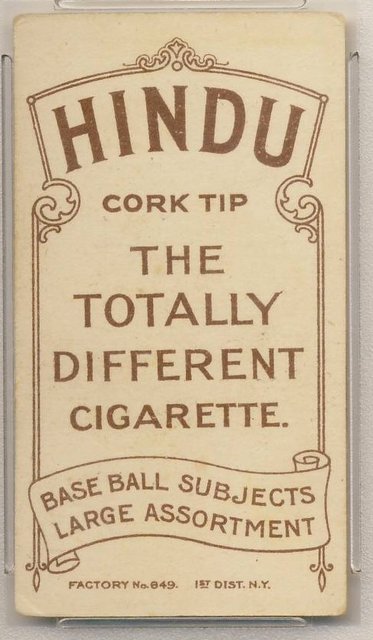 HINDU
CORK TIP
THE
TOTALLY
DIFFERENT
CIGARETTE.
BASE BALL SUBJECTS
LARGE ASSORTMENT
FACTORY No. 649. 1ST DIST. N.Y.